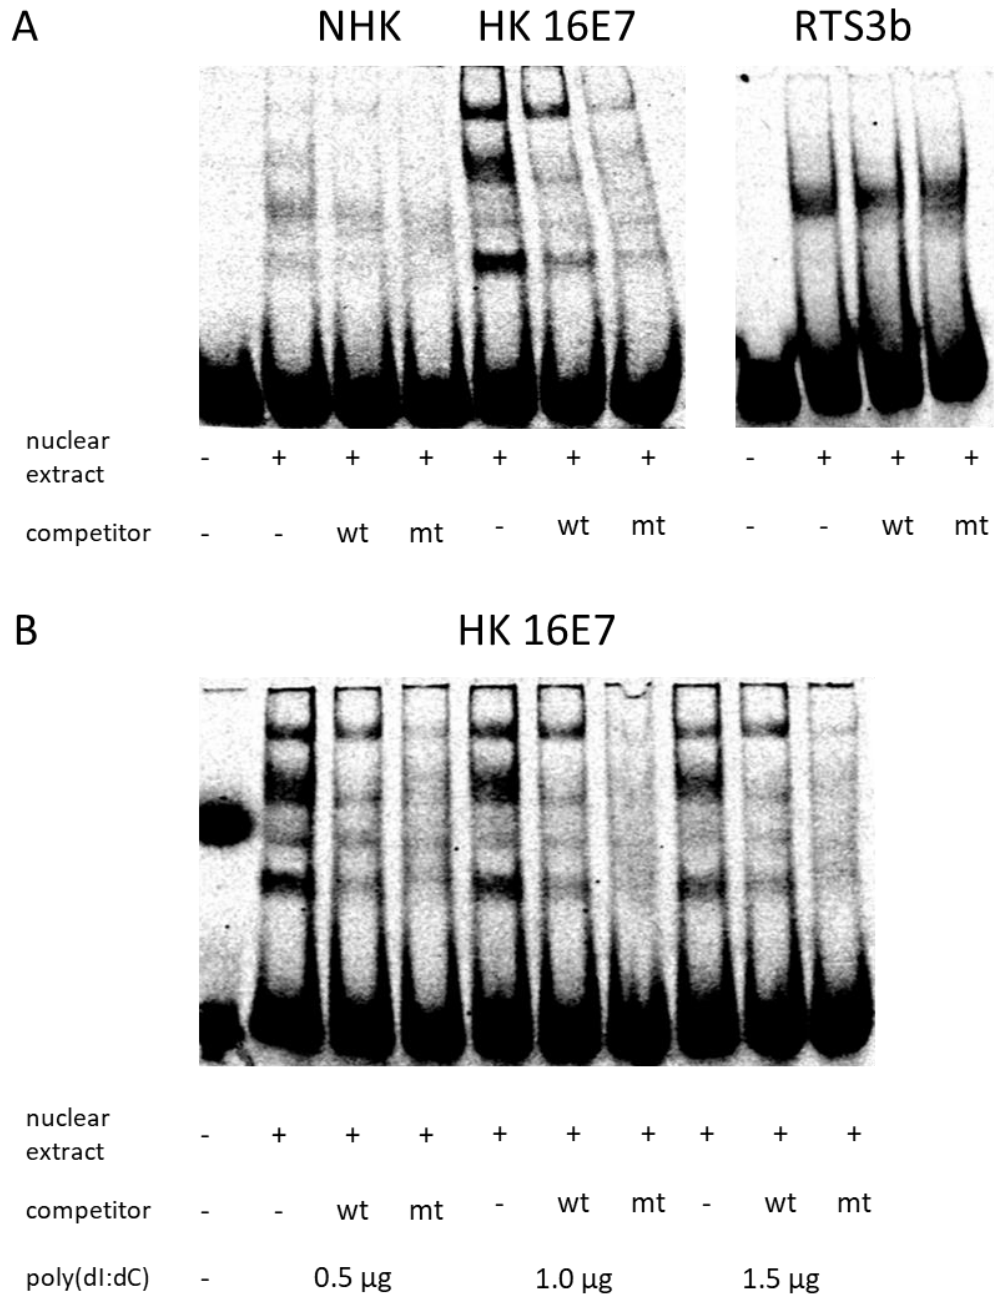 A
NHK HK 16E7 RTS3b
nuclear
extract - + + + + + + - + + +
competitor - - wt mt - wt mt - - wt mt
B
HK 16E7
nuclear
extract - + + + + + + + + +
competitor - - wt mt - wt mt - wt mt
poly(dI:dC) - 0.5 µg 1.0 µg 1.5 µg